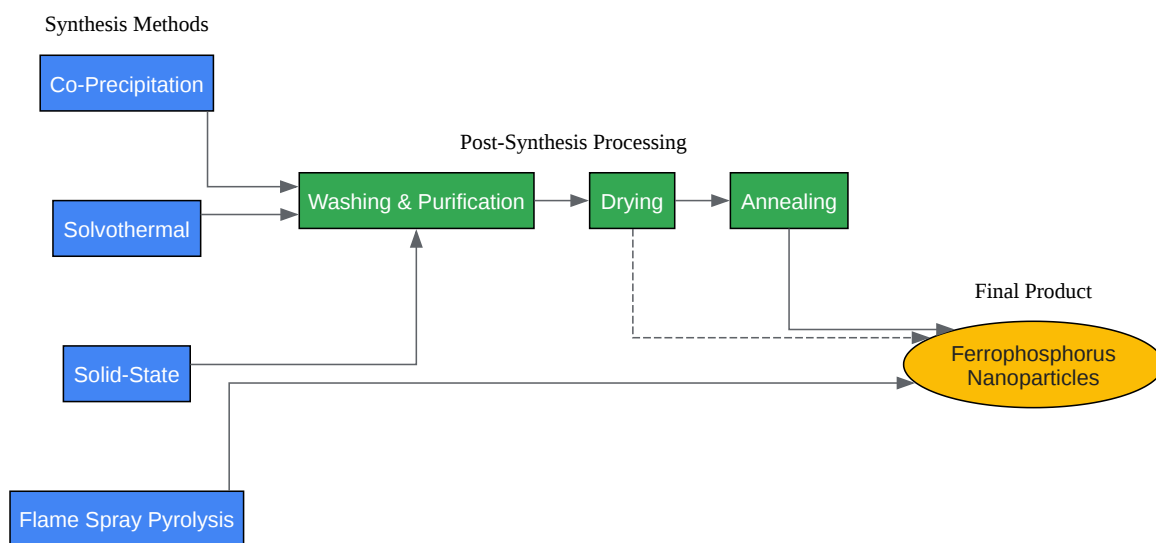 Synthesis Methods
Co-Precipitation
Post-Synthesis Processing
Washing & Purification
Drying
Annealing
Solvothermal
Final Product
Ferrophosphorus
Nanoparticles
Solid-State
Flame Spray Pyrolysis